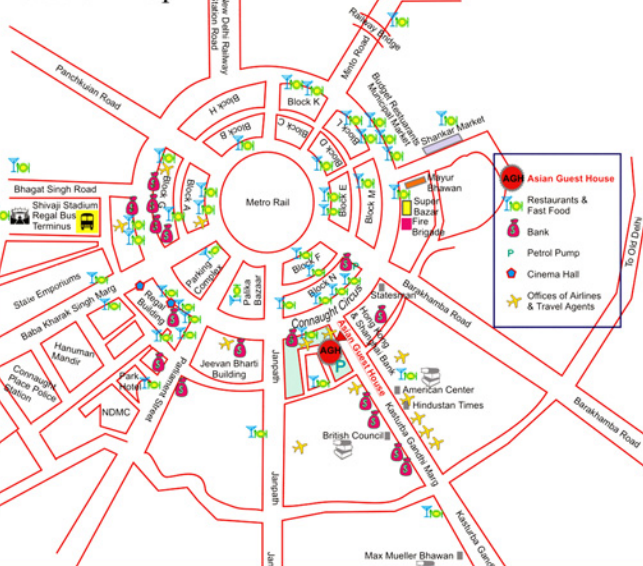 New Delhi Railway
Station Road
Railway Bridge
Minto Road
Panchkuian Road
Block H
Block K
Block B
Block C
Block L
Block D
Budget Restuarants
Municipal Market
Shankar Market
Block G
Block A
Metro Rail
Block E
Block M
Mayur
Bhawan
Super
Bazar
Fire
Brigade
AGH Asian Guest House
Restaurants &
Fast Food
$ Bank
P Petrol Pump
Cinema Hall
Offices of Airlines
& Travel Agents
To Old Delhi
Bhagat Singh Road
Shivaji Stadium
Regal Bus
Terminus
Parking
Complex
Palika
Bazaar
Block F
Block N
Statesman
Barakhamba Road
State Emporiums
Baba Kharak Singh Marg
Regal
Building
Connaught Circus
Hong Kong
& Shanghai Bank
Asian Guest House
AGH
P
Hanuman
Mandir
Connaught
Place Police
Station
Park
Hotel
NDMC
Parliament Street
Jeevan Bharti
Building
Janpath
American Center
Hindustan Times
Barakhamba Road
British Council
Kasturba Gandhi Marg
Janpath
Max Mueller Bhawan
Kasturba Gand
Jan